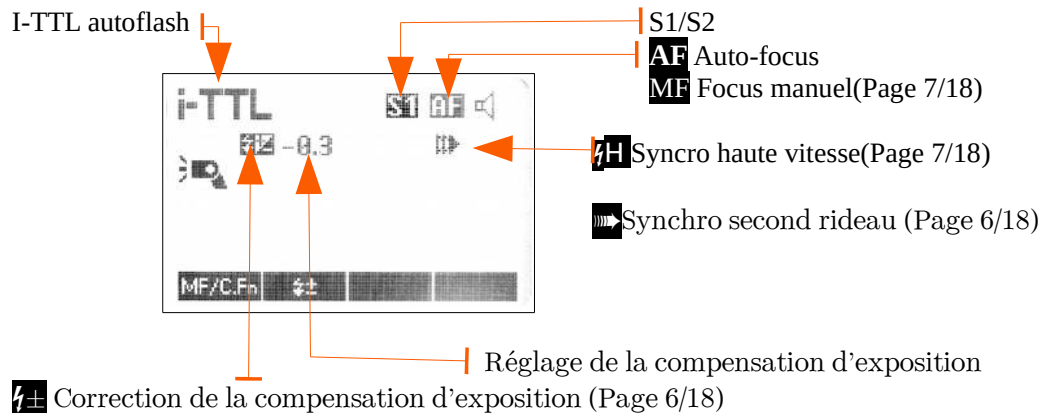 I-TTL autoflash
S1/S2
AF Auto-focus
MF Focus manuel(Page 7/18)
i-TTL S1 AF
-0.3
H Syncro haute vitesse(Page 7/18)
Synchro second rideau (Page 6/18)
MF/C.Fn ±
Réglage de la compensation d'exposition
± Correction de la compensation d'exposition (Page 6/18)